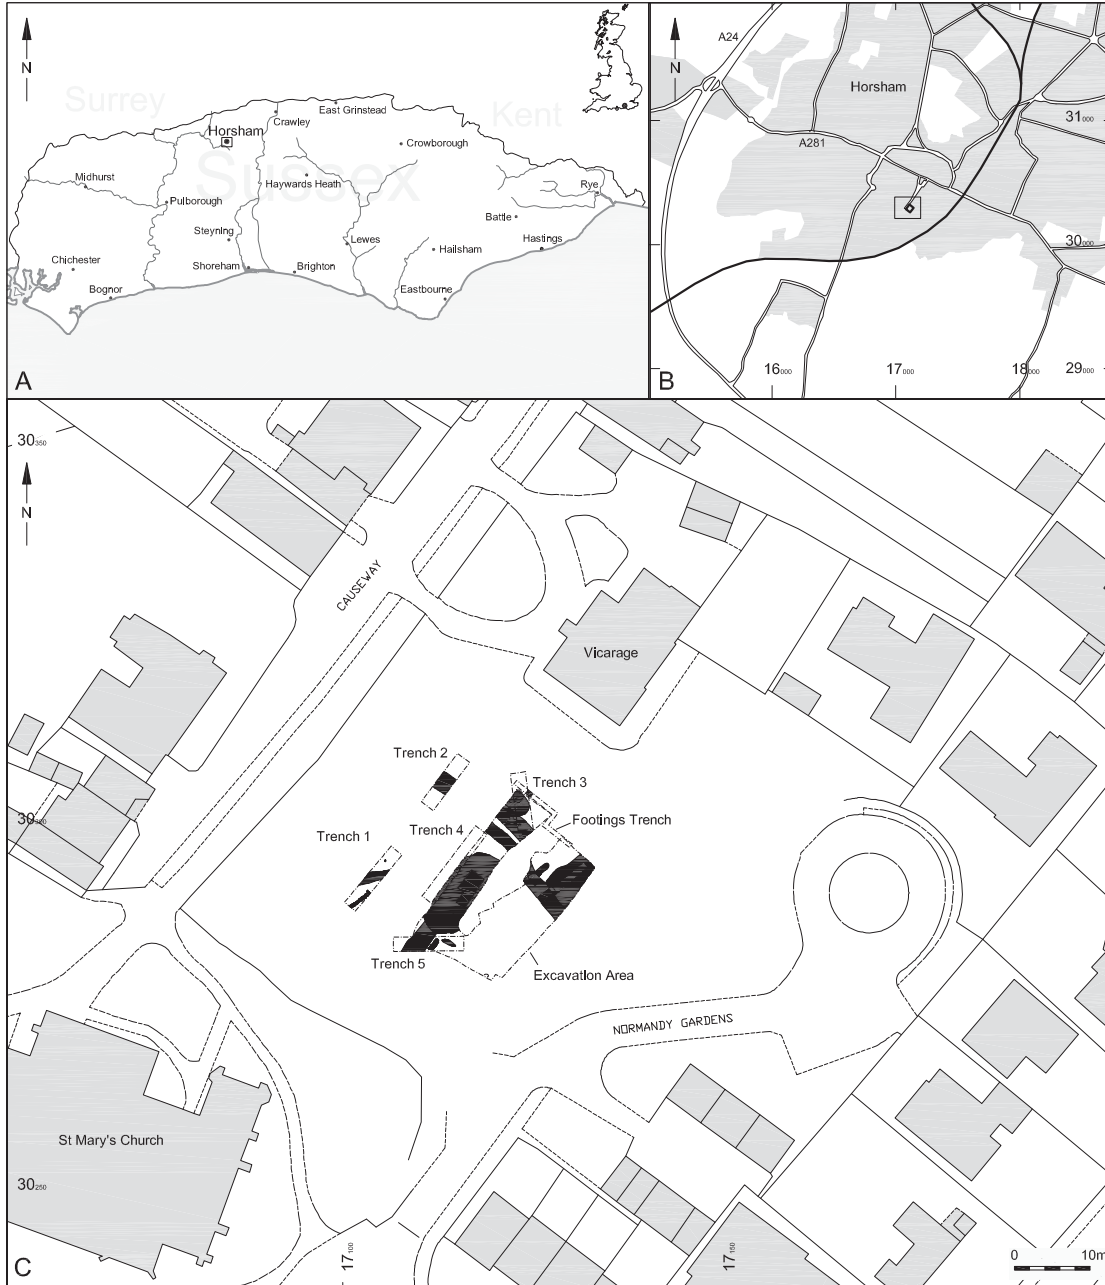 N
Surrey
Kent
Sussex
East Grinstead
Crawley
Horsham
Crowborough
Midhurst
Haywards Heath
Rye
Pulborough
Battle
Steyning
Lewes
Hailsham
Hastings
Chichester
Shoreham
Brighton
Bognor
Eastbourne
A
N
A24
Horsham
31000
A281
30000
16000
17000
18000
29000
B
30350
N
CAUSEWAY
Vicarage
Trench 2
Trench 3
Footings Trench
Trench 4
Trench 1
Trench 5
Excavation Area
NORMANDY GARDENS
St Mary's Church
30250
17100
17150
0 10m
C